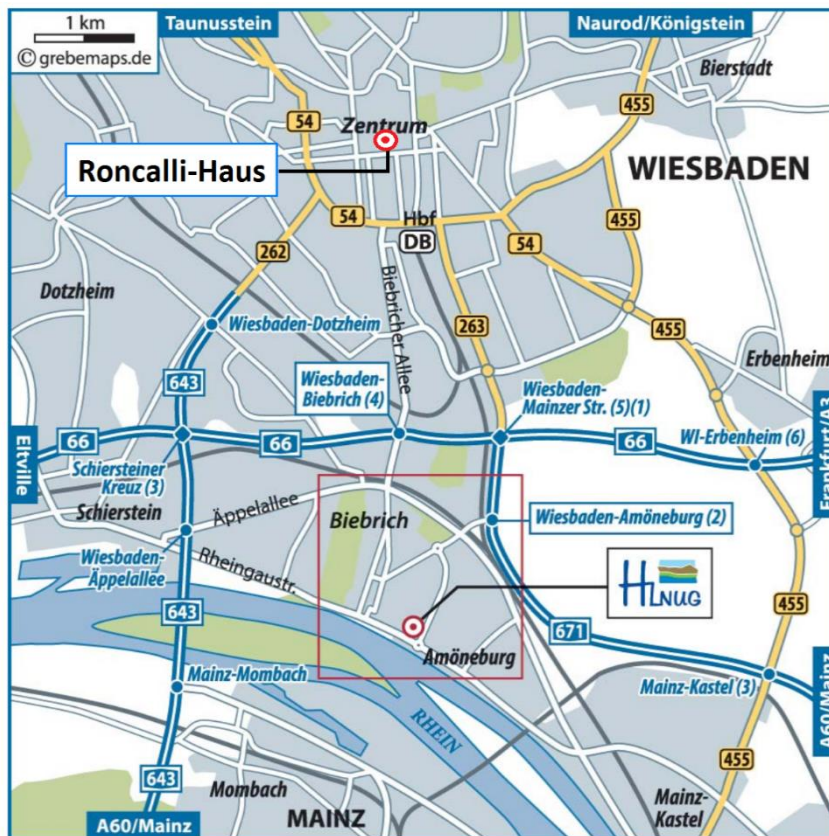 1 km
© grebemaps.de
Taunusstein
Naurod/Königstein
Bierstadt
455
54
Zentrum
455
Roncalli-Haus
WIESBADEN
54
Hbf
DB
455
54
262
Dotzheim
Biebricher Allee
263
455
Wiesbaden-Dotzheim
Erbenheim
643
Wiesbaden-
Biebrich (4)
Wiesbaden-
Mainzer Str. (5)(1)
Eltville
66
66
66
WI-Erbenheim (6)
Frankfurt/A3
Schiersteiner
Kreuz (3)
Schierstein
Äppelallee
Biebrich
Wiesbaden-Amöneburg (2)
Wiesbaden-
Äppelallee
Rheingaustr.
HLNUG
643
455
Amöneburg
671
Mainz-Mombach
Mainz-Kastel (3)
A60/Mainz
RHEIN
455
643
Mombach
Mainz-
Kastel
A60/Mainz
MAINZ